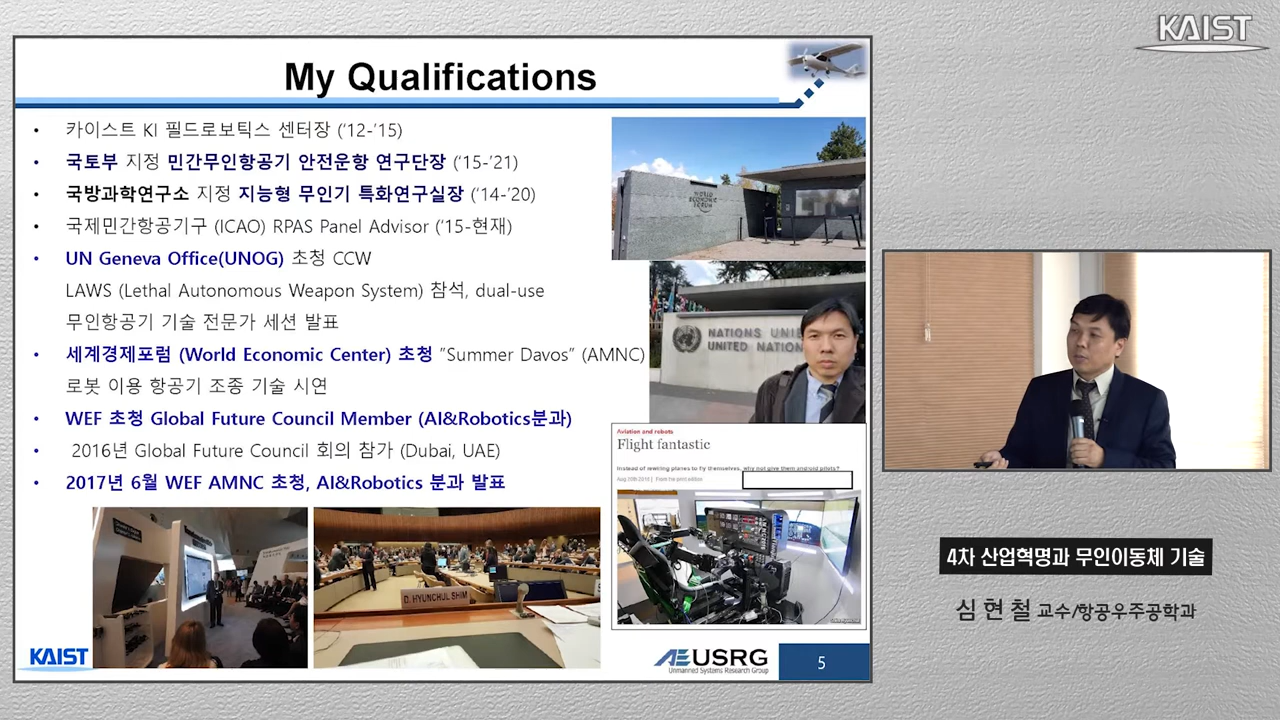 KAIST
My Qualifications
• 카이스트 KI 필드로보틱스 센터장 (‘12-’15)
• 국토부 지정 민간무인항공기 안전운항 연구단장 (‘15-’21)
• 국방과학연구소 지정 지능형 무인기 특화연구실장 (‘14-’20)
• 국제민간항공기구 (ICAO) RPAS Panel Advisor (‘15-현재)
• UN Geneva Office(UNOG) 초청 CCW
LAWS (Lethal Autonomous Weapon System) 참석, dual-use
무인항공기 기술 전문가 세션 발표
• 세계경제포럼 (World Economic Center) 초청 “Summer Davos” (AMNC)
로봇 이용 항공기 조종 기술 시연
• WEF 초청 Global Future Council Member (AI&Robotics분과)
• 2016년 Global Future Council 회의 참가 (Dubai, UAE)
• 2017년 6월 WEF AMNC 초청, AI&Robotics 분과 발표
WORLD
ECONOMIC
FORUM
NATIONS UNI
UNITED NATION
Aviation and robots
Flight fantastic
Instead of rewiring planes to fly themselves, why not give them android pilots?
Aug 20th 2016 | From the print edition
D. HYUNCHUL SHIM
KAIST
USRG
Unmanned Systems Research Group
5
4차 산업혁명과 무인이동체 기술
심현철 교수/항공우주공학과